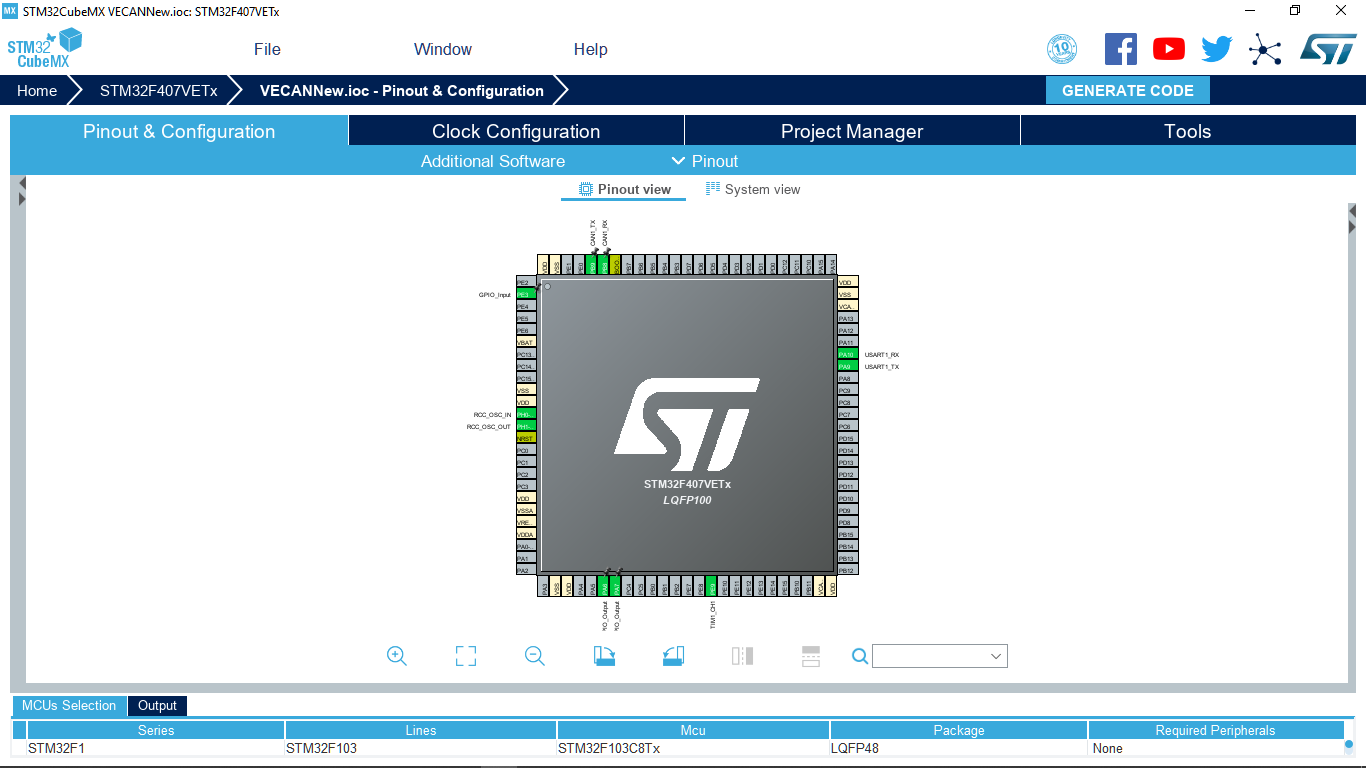 MX STM32CubeMX VECANNew.ioc: STM32F407VETx
STM32 CubeMX
File Window Help
10
ST
Home STM32F407VETx VECANNew.ioc - Pinout & Configuration GENERATE CODE
Pinout & Configuration Clock Configuration Project Manager Tools
Additional Software Pinout
Pinout view System view
CAN1_TX CAN1_RX
VDD VSS PE1 PE0 PB9 PB8 PB7 PB6 PB5 PB4 PB3 PD7 PD6 PD5 PD4 PD3 PD2 PD1 PD0 PC12 PC11 PC10 PA15 PA14
PE2 VDD
GPIO_Input PE3 VSS
PE4 VCA..
PE5 PA13
PE6 PA12
VBAT PA11
PC13.. PA10 USART1_RX
PC14.. PA9 USART1_TX
PC15.. PA8
VSS PC9
VDD PC8
RCC_OSC_IN PH0- PC7
RCC_OSC_OUT PH1- PC6
NRST PD15
PC0 PD14
PC1 PD13
PC2 PD12
PC3 PD11
VDD PD10
VSSA PD9
VRE.. PD8
VDDA PB15
PA0-.. PB14
PA1 PB13
PA2 PB12
ST
STM32F407VETx
LQFP100
PA3 VSS VDD PA4 PA5 PA6 PA7 PC4 PC5 PB0 PB1 PB2 PE7 PE8 PE9 PE10 PE11 PE12 PE13 PE14 PE15 PB10 PB11 VCA.. VDD
IO_Output IO_Output TIM1_CH1
MCUs Selection Output
Series Lines Mcu Package Required Peripherals
STM32F1 STM32F103 STM32F103C8Tx LQFP48 None